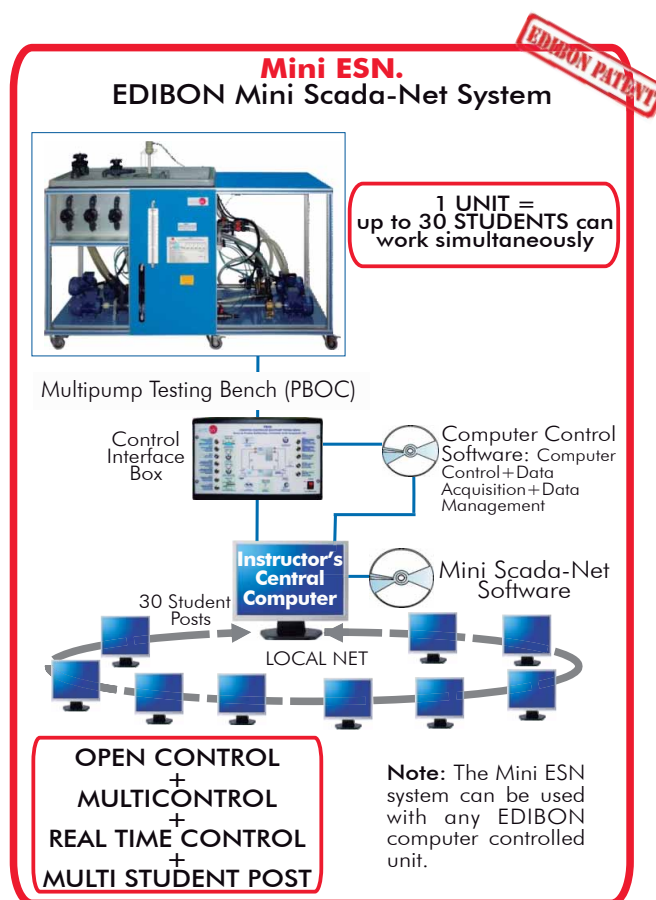 EDIBON PATENT
Mini ESN.
EDIBON Mini Scada-Net System
1 UNIT =
up to 30 STUDENTS can
work simultaneously
Multipump Testing Bench (PBOC)
Control
Interface
Box
Computer Control
Software: Computer
Control+Data
Acquisition+Data
Management
Instructor's
Central
Computer
Mini Scada-Net
Software
30 Student
Posts
LOCAL NET
OPEN CONTROL
+
MULTICONTROL
+
REAL TIME CONTROL
+
MULTI STUDENT POST
Note: The Mini ESN
system can be used
with any EDIBON
computer controlled
unit.